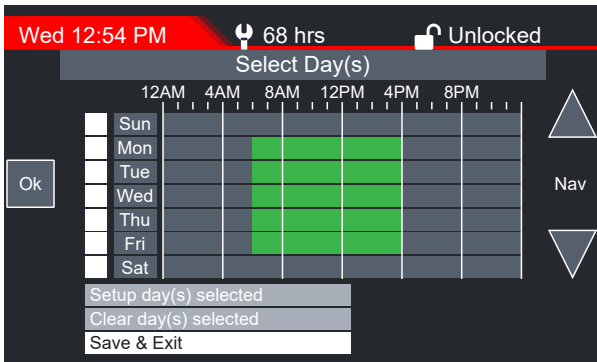 Wed 12:54 PM 68 hrs Unlocked
Select Day(s)
12AM 4AM 8AM 12PM 4PM 8PM
Sun
Mon
Tue
Ok
Wed
Nav
Thu
Fri
Sat
Setup day(s) selected
Clear day(s) selected
Save & Exit